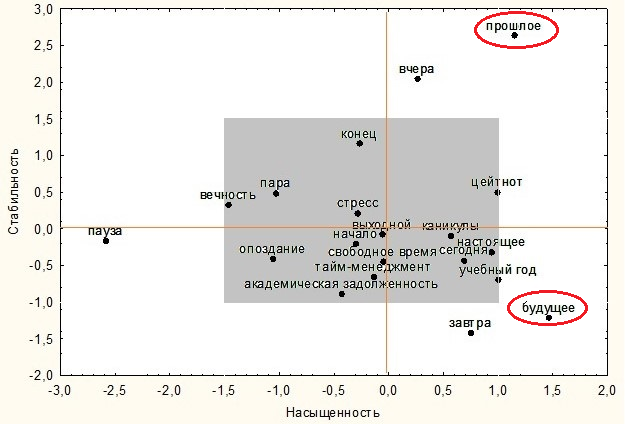 3,0
прошлое
2,5
вчера
2,0
1,5
конец
1,0
цейтнот
пара
0,5
вечность
стресс
выходной
каникулы
0,0
пауза
начало
настоящее
опоздание
свободное время
сегодня
-0,5
тайм-менеджмент
учебный год
академическая задолженность
-1,0
будущее
завтра
-1,5
-2,0
-3,0 -2,5 -2,0 -1,5 -1,0 -0,5 0,0 0,5 1,0 1,5 2,0
Насыщенность
Стабильность